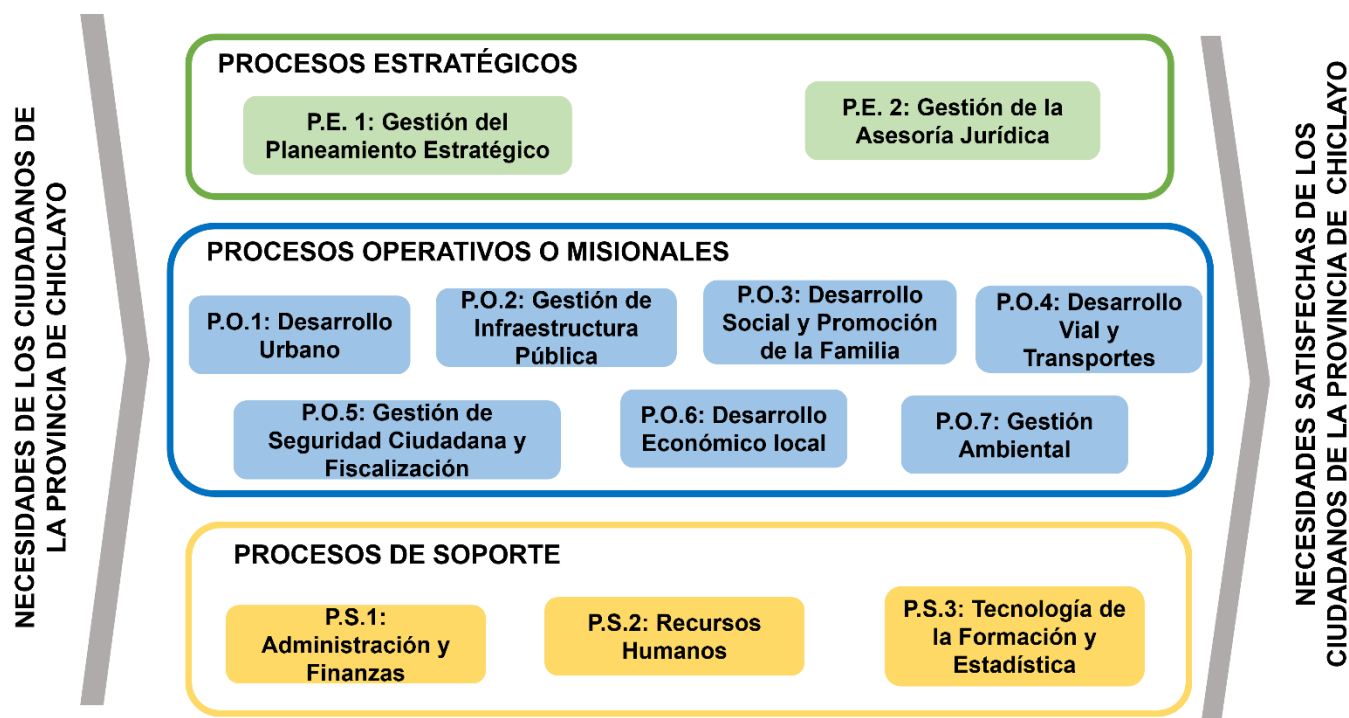 NECESIDADES DE LOS CIUDADANOS DE
LA PROVINCIA DE CHICLAYO
PROCESOS ESTRATÉGICOS
P.E. 1: Gestión del
Planeamiento Estratégico
P.E. 2: Gestión de la
Asesoría Jurídica
PROCESOS OPERATIVOS O MISIONALES
P.O.1: Desarrollo
Urbano
P.O.2: Gestión de
Infraestructura
Pública
P.O.3: Desarrollo
Social y Promoción
de la Familia
P.O.4: Desarrollo
Vial y
Transportes
P.O.5: Gestión de
Seguridad Ciudadana y
Fiscalización
P.O.6: Desarrollo
Económico local
P.O.7: Gestión
Ambiental
PROCESOS DE SOPORTE
P.S.1:
Administración y
Finanzas
P.S.2: Recursos
Humanos
P.S.3: Tecnología de
la Formación y
Estadística
NECESIDADES SATISFECHAS DE LOS
CIUDADANOS DE LA PROVINCIA DE CHICLAYO